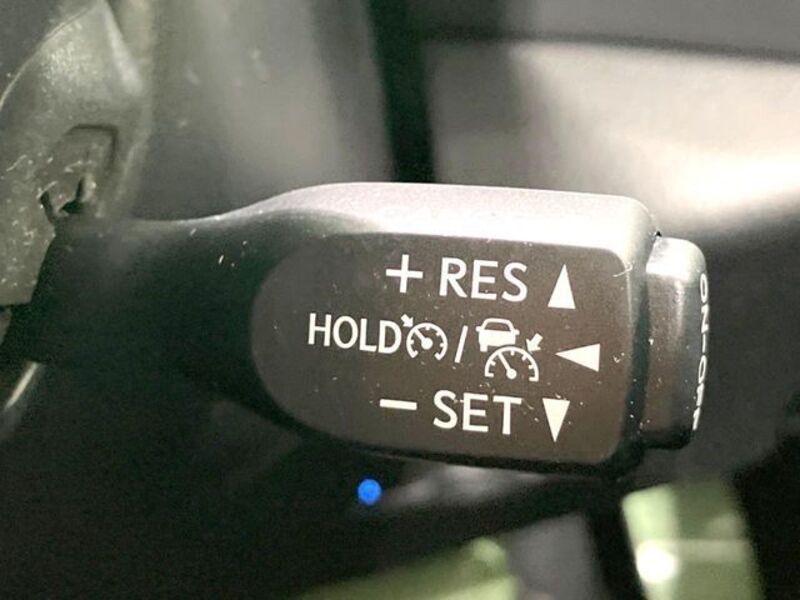 + RES
HOLD /
− SET
ON-OFF